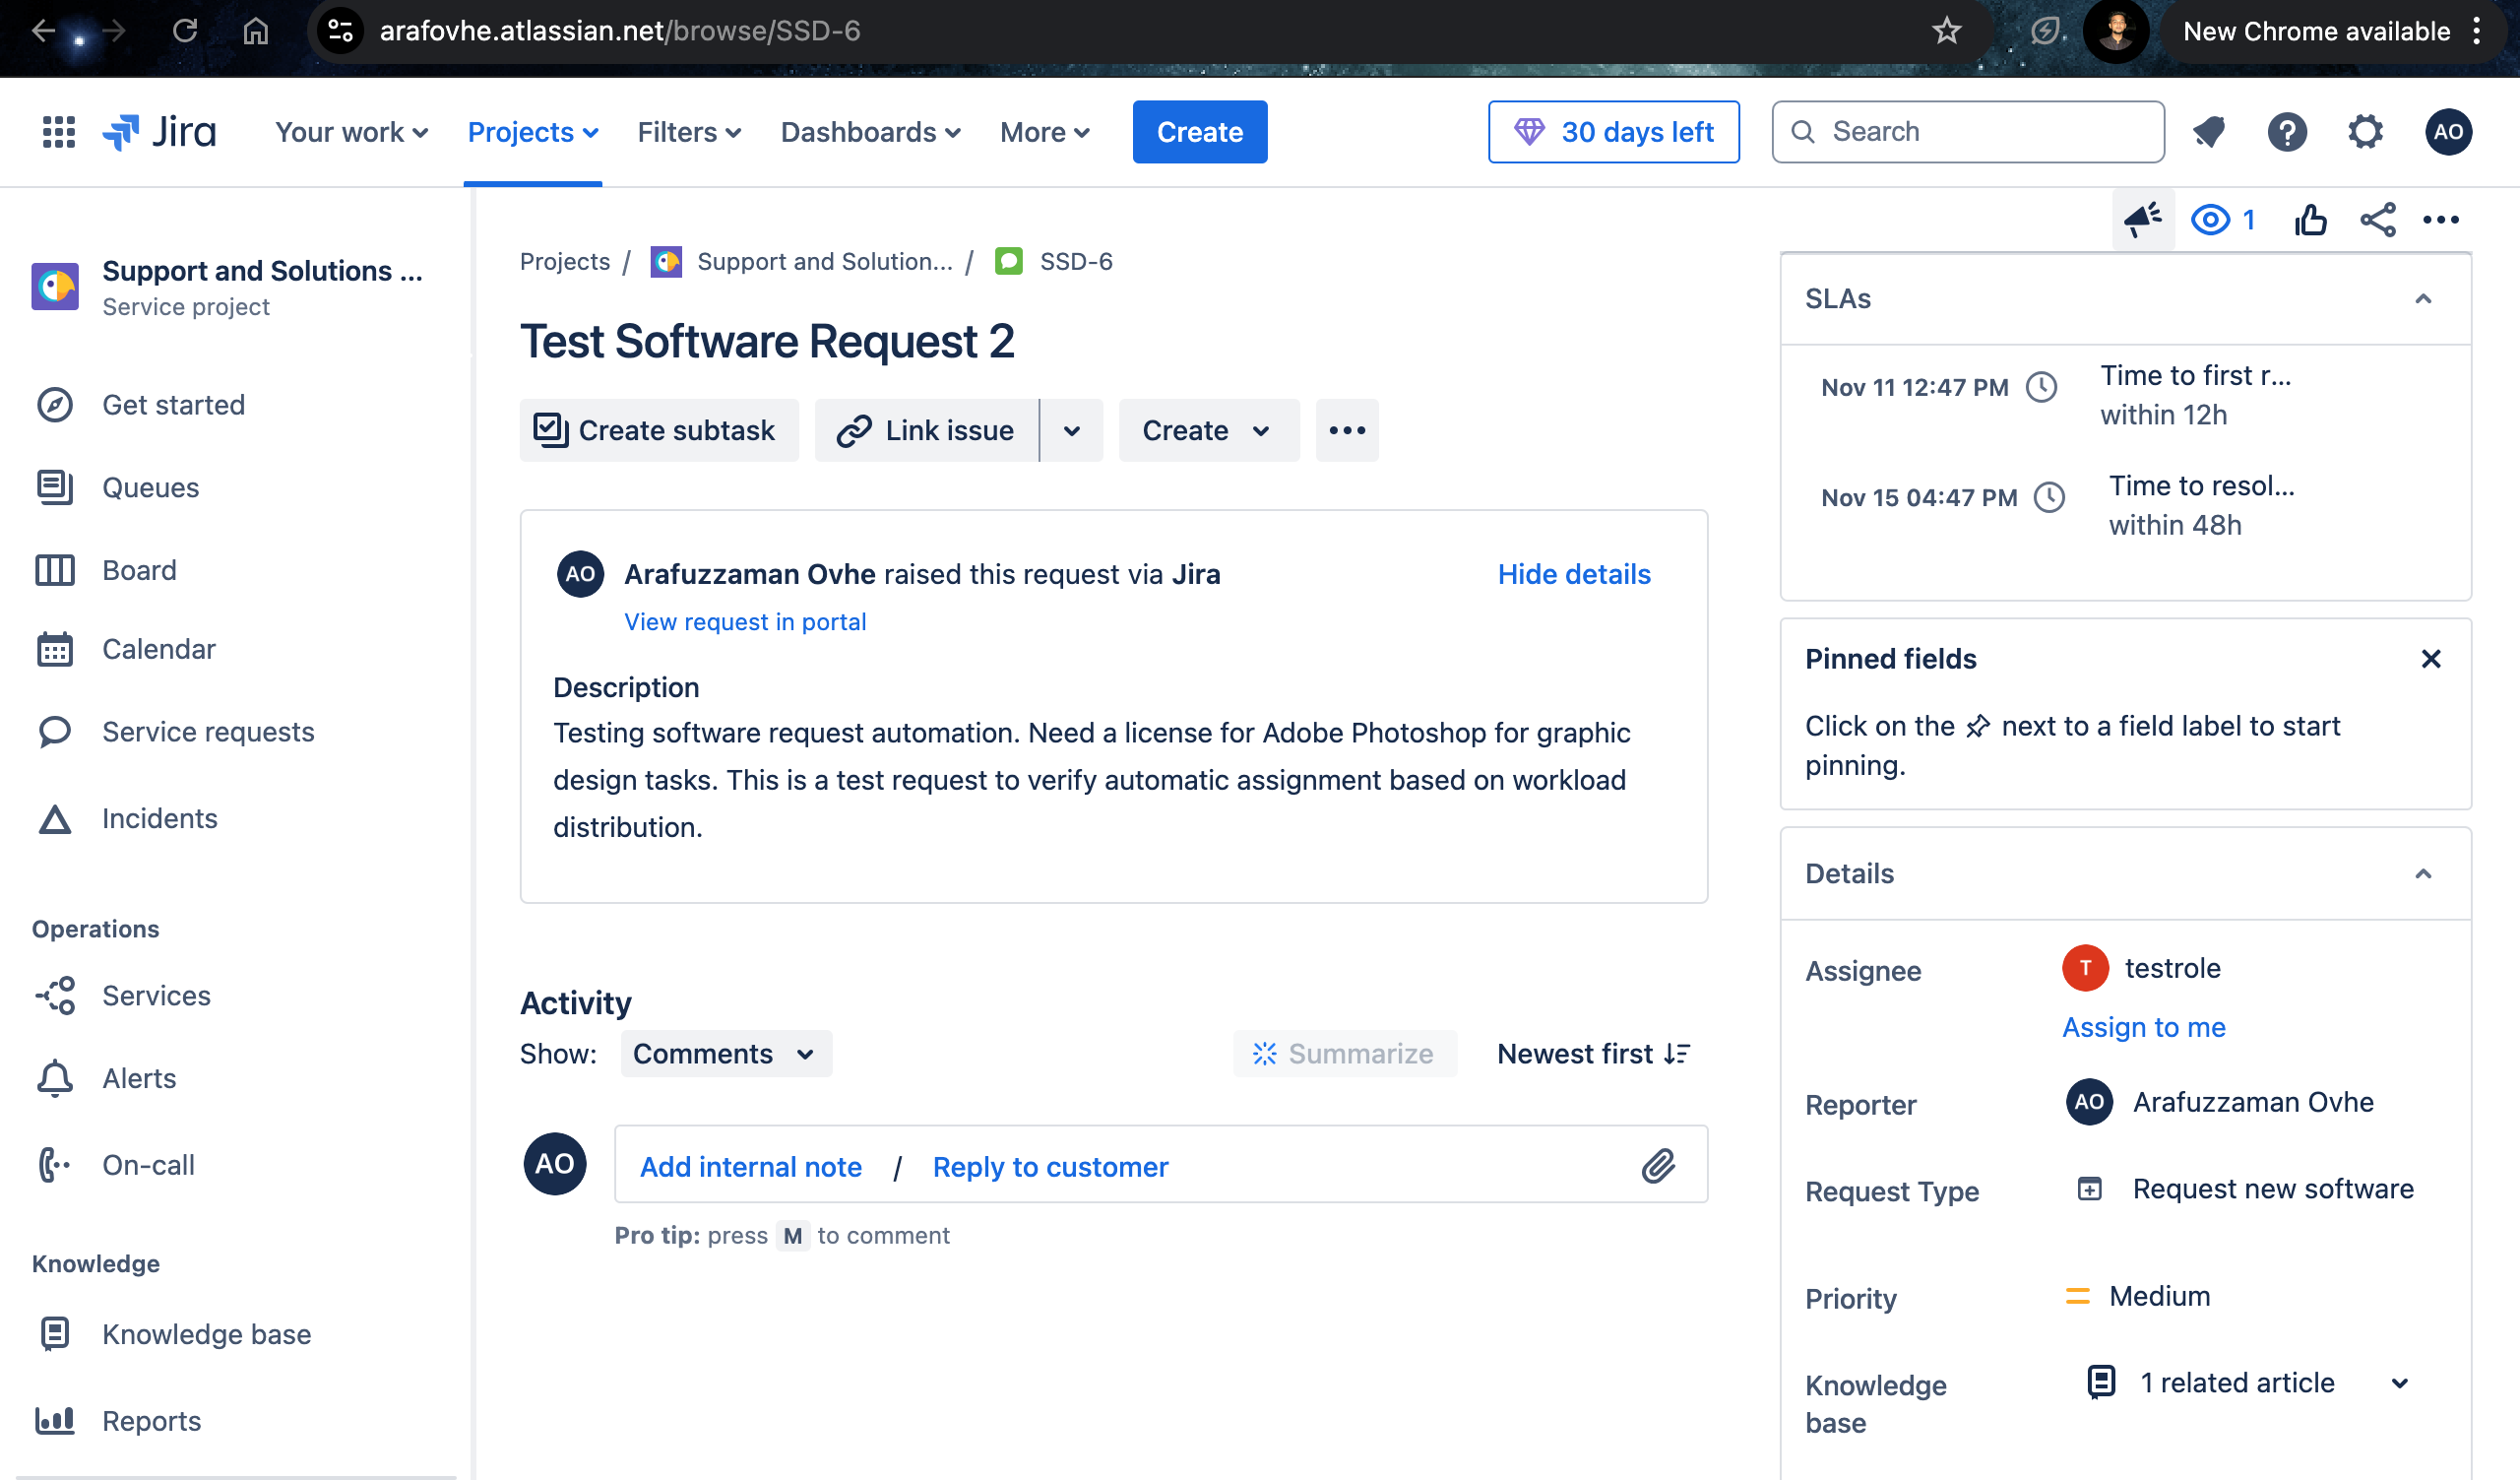 arafovhe.atlassian.net/browse/SSD-6
New Chrome available
Jira
Your work
Projects
Filters
Dashboards
More
Create
30 days left
Search
AO
1
Support and Solutions ...
Service project
Get started
Queues
Board
Calendar
Service requests
Incidents
Operations
Services
Alerts
On-call
Knowledge
Knowledge base
Reports
Projects / Support and Solution... / SSD-6
Test Software Request 2
Create subtask
Link issue
Create
AO
Arafuzzaman Ovhe raised this request via Jira
Hide details
View request in portal
Description
Testing software request automation. Need a license for Adobe Photoshop for graphic
design tasks. This is a test request to verify automatic assignment based on workload
distribution.
Activity
Show: Comments
Summarize
Newest first
AO
Add internal note / Reply to customer
Pro tip: press M to comment
SLAs
Nov 11 12:47 PM
Time to first r...
within 12h
Nov 15 04:47 PM
Time to resol...
within 48h
Pinned fields
Click on the next to a field label to start
pinning.
Details
Assignee
T testrole
Assign to me
Reporter
AO Arafuzzaman Ovhe
Request Type
Request new software
Priority
Medium
Knowledge
base
1 related article